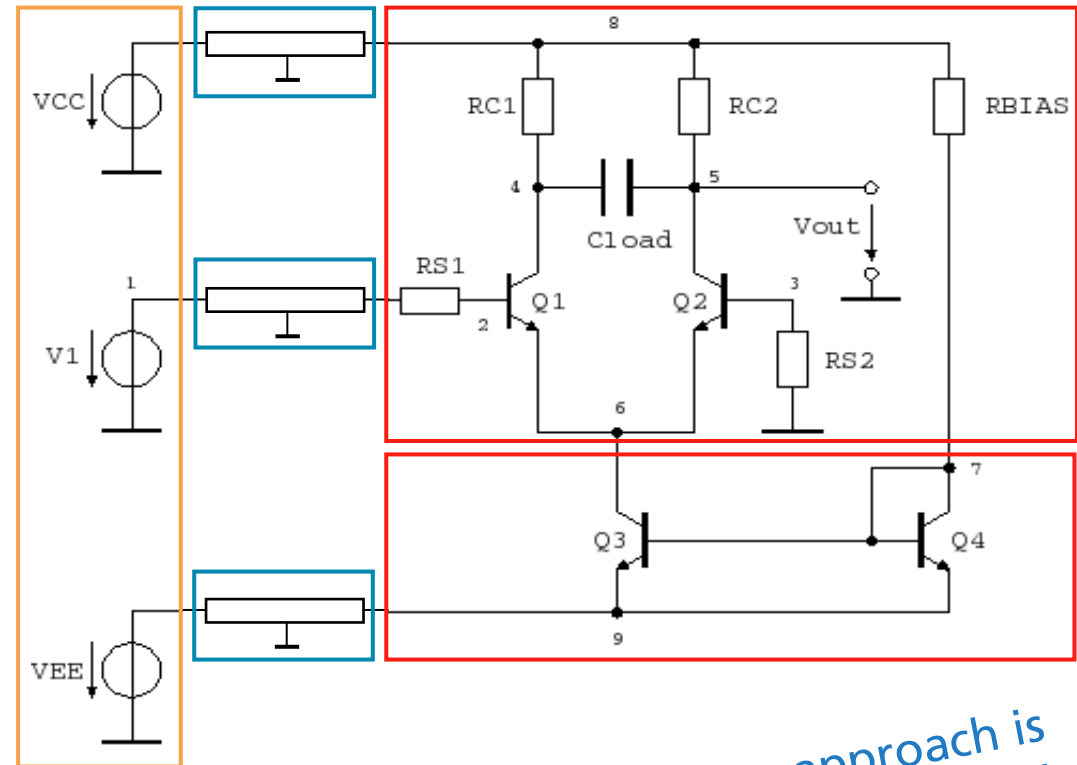 8
VCC
RC1
RC2
RBIAS
4
5
Cload
Vout
RS1
1
2
Q1
Q2
3
V1
RS2
6
7
Q3
Q4
9
VEE
approach is